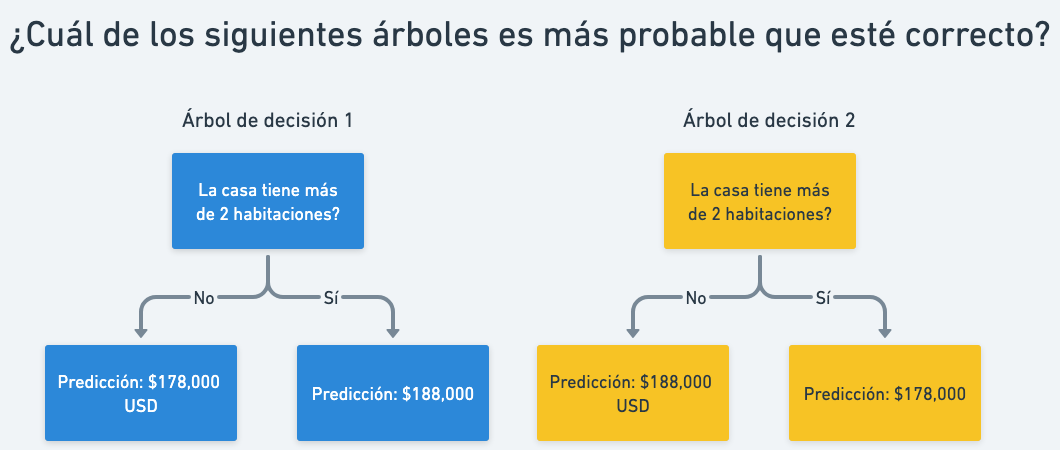 ¿Cuál de los siguientes árboles es más probable que esté correcto?
Árbol de decisión 1
La casa tiene más
de 2 habitaciones?
No
Sí
Predicción: $178,000
USD
Predicción: $188,000
Árbol de decisión 2
La casa tiene más
de 2 habitaciones?
No
Sí
Predicción: $188,000
USD
Predicción: $178,000